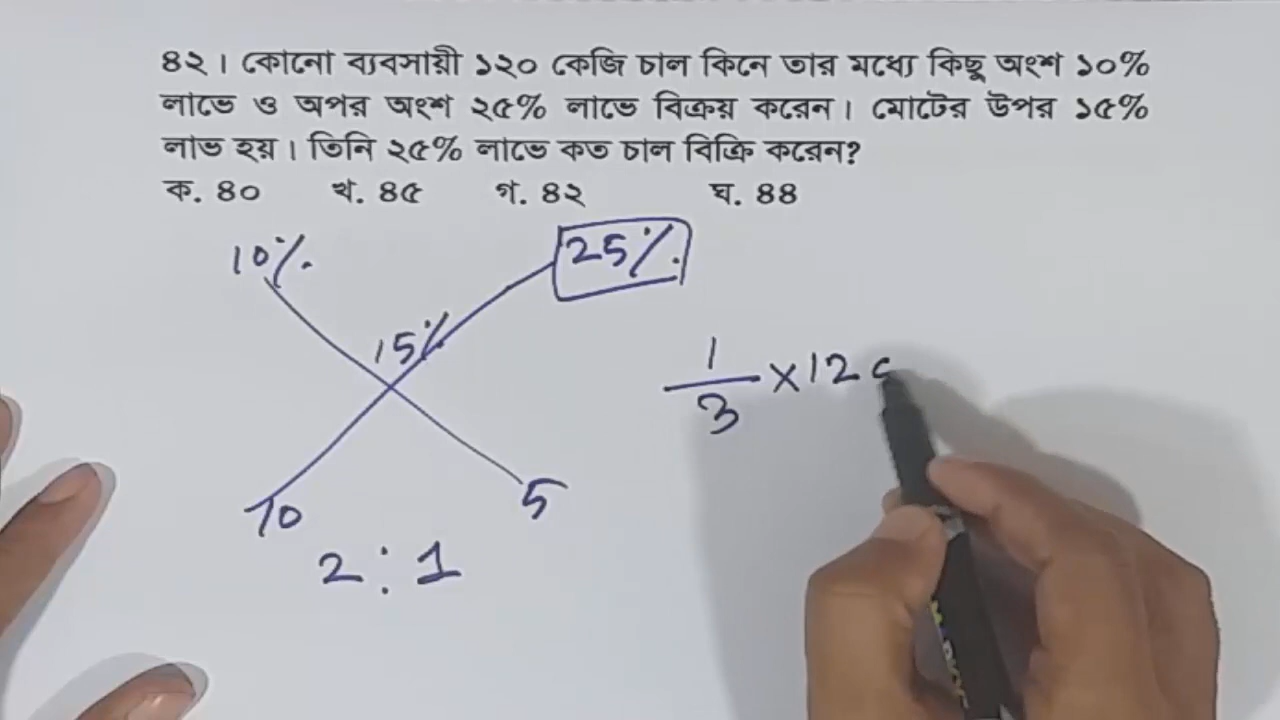 ৪২। কোনো ব্যবসায়ী ১২০ কেজি চাল কিনে তার মধ্যে কিছু অংশ ১০%
লাভে ও অপর অংশ ২৫% লাভে বিক্রয় করেন। মোটের উপর ১৫%
লাভ হয়। তিনি ২৫% লাভে কত চাল বিক্রি করেন?
ক. ৪০ খ. ৪৫ গ. ৪২ ঘ. ৪৪
10% 25%
15%
1/3 × 120
10 5
2 : 1